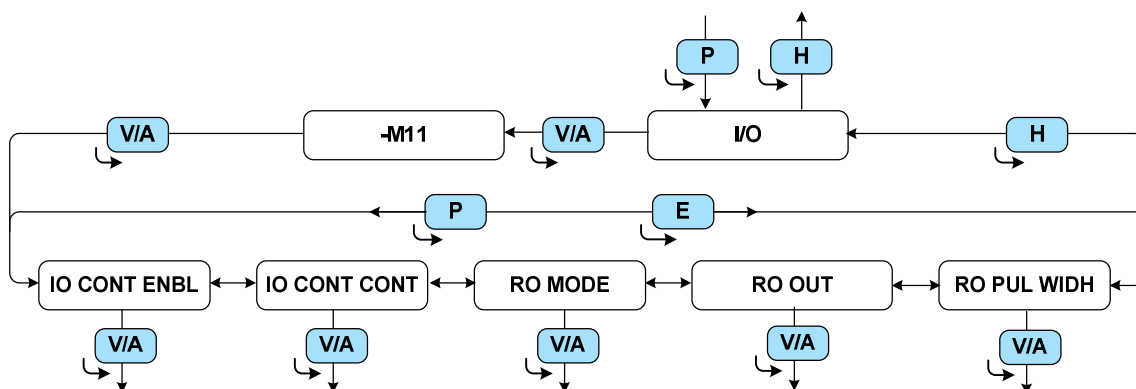 P H
V/A -M11 V/A I/O H
P E
IO CONT ENBL IO CONT CONT RO MODE RO OUT RO PUL WIDH
V/A V/A V/A V/A V/A